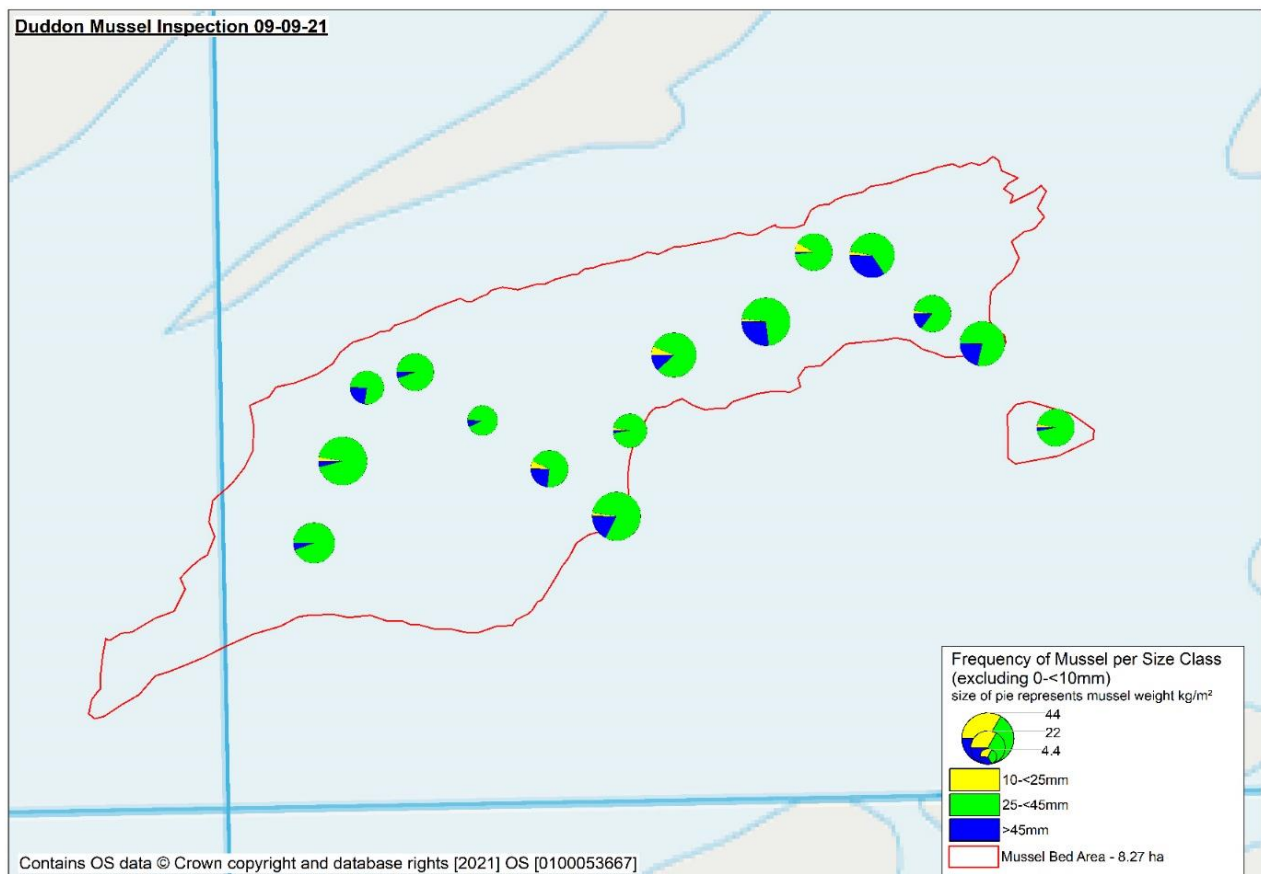 Duddon Mussel Inspection 09-09-21
Frequency of Mussel per Size Class
(excluding 0-<10mm)
size of pie represents mussel weight kg/m²
44
22
4.4
10-<25mm
25-<45mm
>45mm
Mussel Bed Area - 8.27 ha
Contains OS data © Crown copyright and database rights [2021] OS [0100053667]